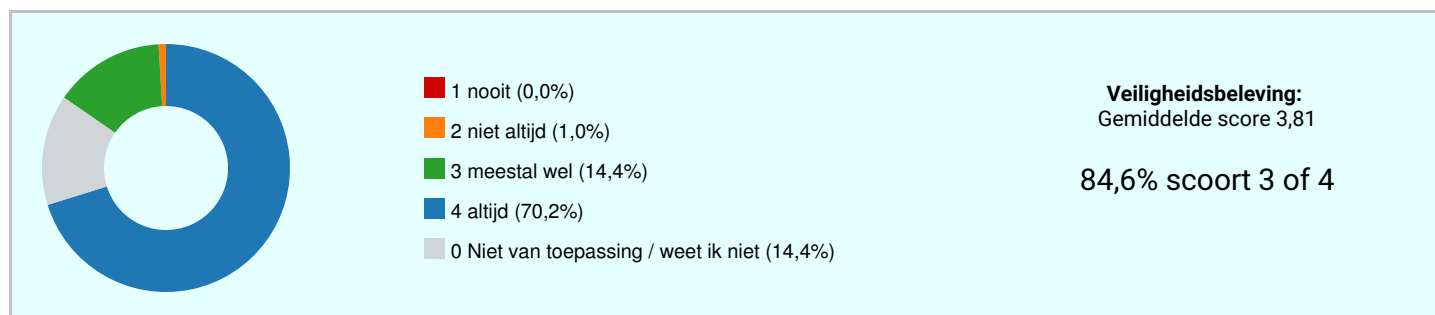 1 nooit (0,0%)
2 niet altijd (1,0%)
3 meestal wel (14,4%)
4 altijd (70,2%)
0 Niet van toepassing / weet ik niet (14,4%)
Veiligheidsbeleving:
Gemiddelde score 3,81
84,6% scoort 3 of 4